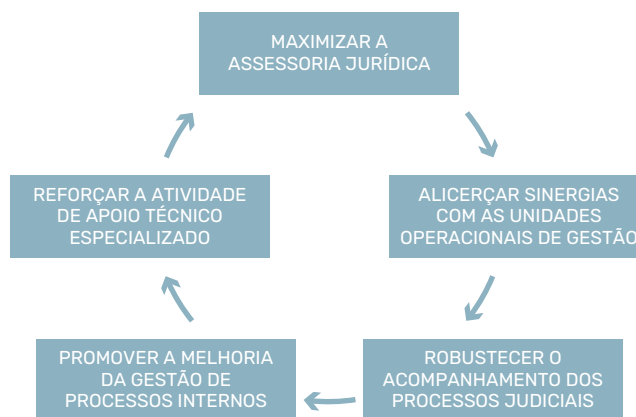 MAXIMIZAR A
ASSESSORIA JURÍDICA
REFORÇAR A ATIVIDADE
DE APOIO TÉCNICO
ESPECIALIZADO
ALICERÇAR SINERGIAS
COM AS UNIDADES
OPERACIONAIS DE GESTÃO
PROMOVER A MELHORIA
DA GESTÃO DE
PROCESSOS INTERNOS
ROBUSTECER O
ACOMPANHAMENTO DOS
PROCESSOS JUDICIAIS